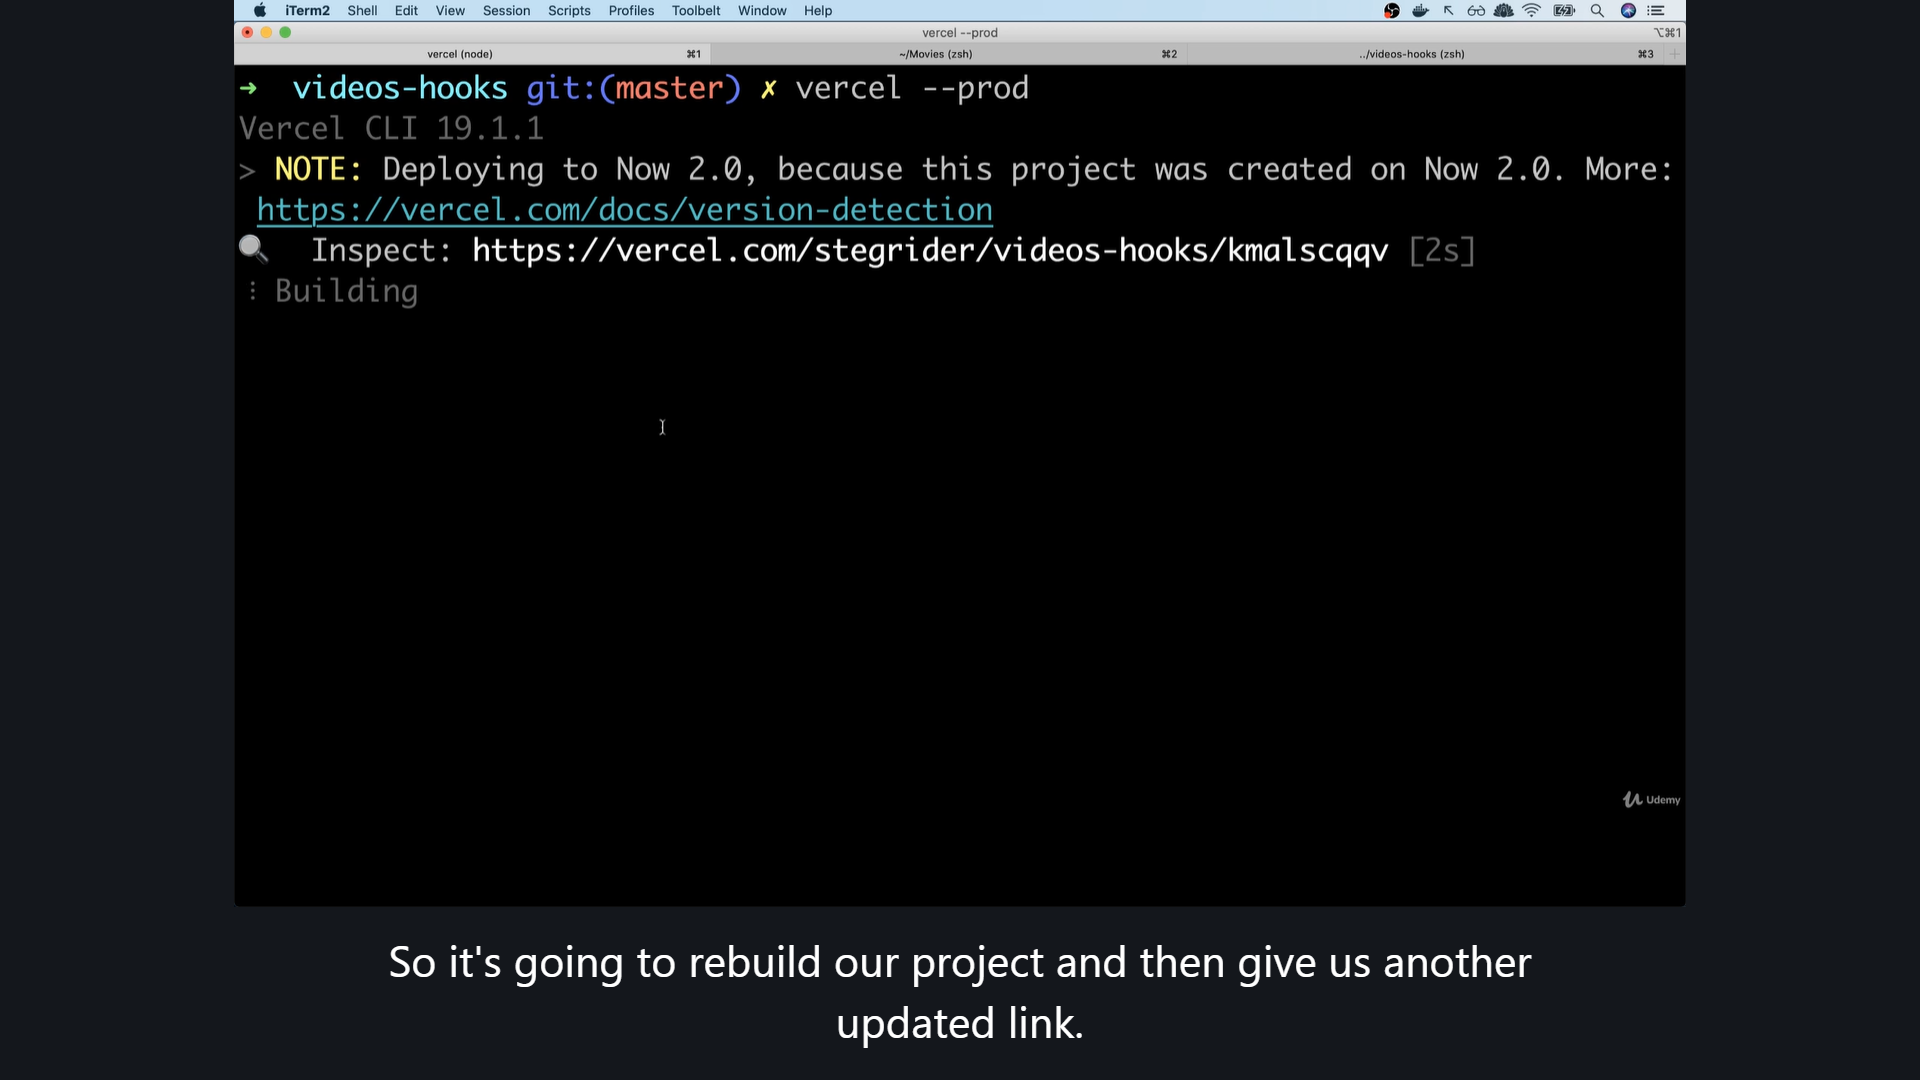 iTerm2 Shell Edit View Session Scripts Profiles Toolbelt Window Help
vercel --prod ⌥⌘1
vercel (node) ⌘1 ~/Movies (zsh) ⌘2 ../videos-hooks (zsh) ⌘3
➜ videos-hooks git:(master) ✗ vercel --prod
Vercel CLI 19.1.1
> NOTE: Deploying to Now 2.0, because this project was created on Now 2.0. More:
https://vercel.com/docs/version-detection
Inspect: https://vercel.com/stegrider/videos-hooks/kmalscqqv [2s]
Building
Udemy
So it's going to rebuild our project and then give us another
updated link.